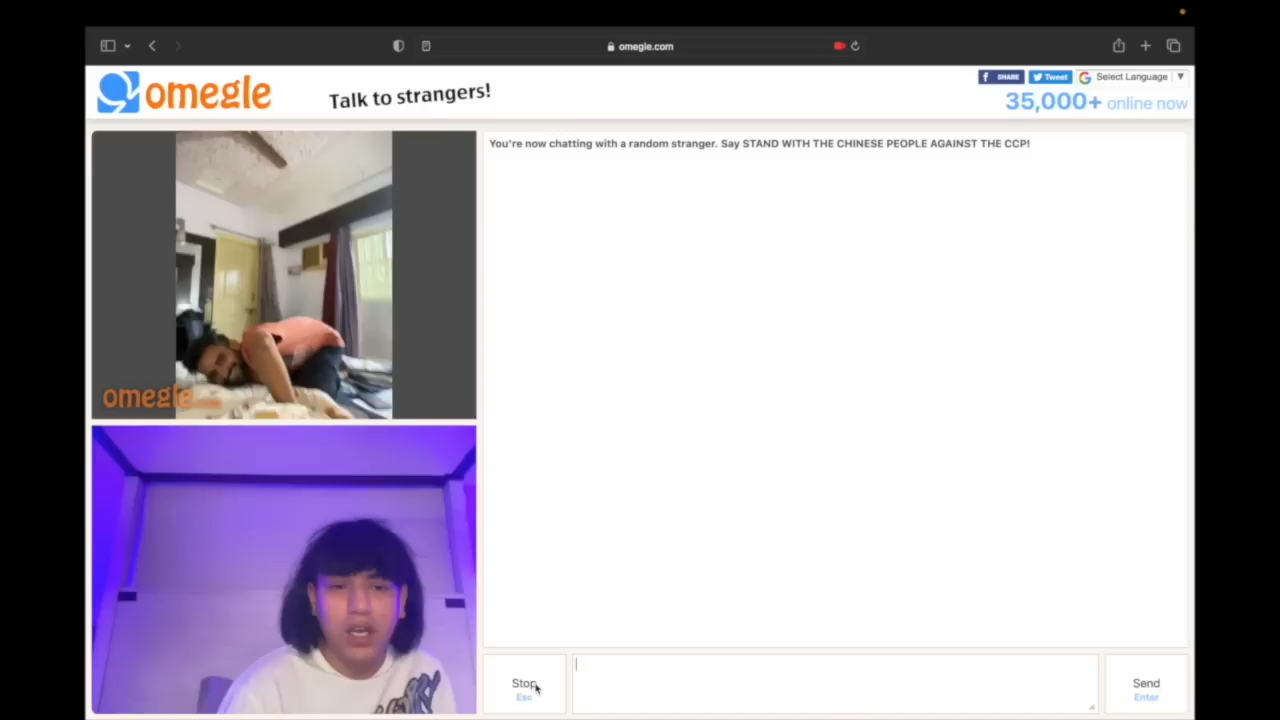 omegle.com
omegle
Talk to strangers!
SHARE
Tweet
Select Language
35,000+ online now
You're now chatting with a random stranger. Say STAND WITH THE CHINESE PEOPLE AGAINST THE CCP!
omegle
Stop
Esc
Send
Enter